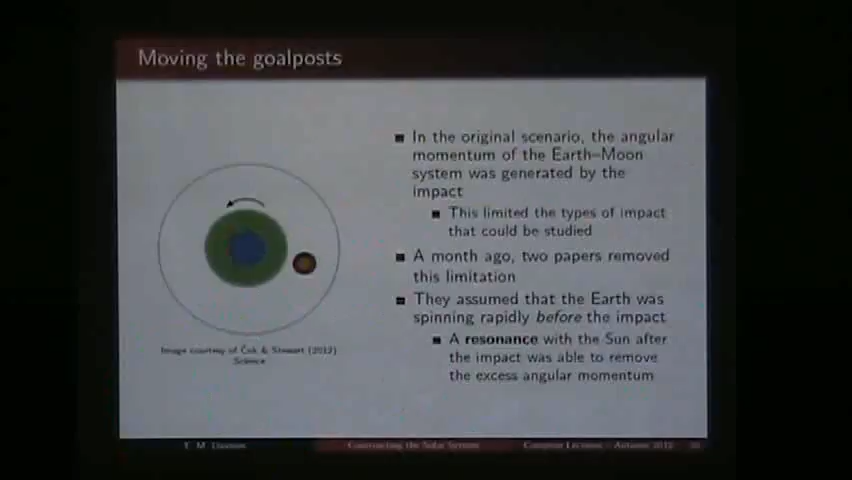 Moving the goalposts
In the original scenario, the angular
momentum of the Earth–Moon
system was generated by the
impact
This limited the types of impact
that could be studied
A month ago, two papers removed
this limitation
They assumed that the Earth was
spinning rapidly before the impact
A resonance with the Sun after
the impact was able to remove
the excess angular momentum
Image courtesy of Ćuk & Stewart (2012)
Science
Constructing the Solar System
Compton Lectures – Autumn 2012